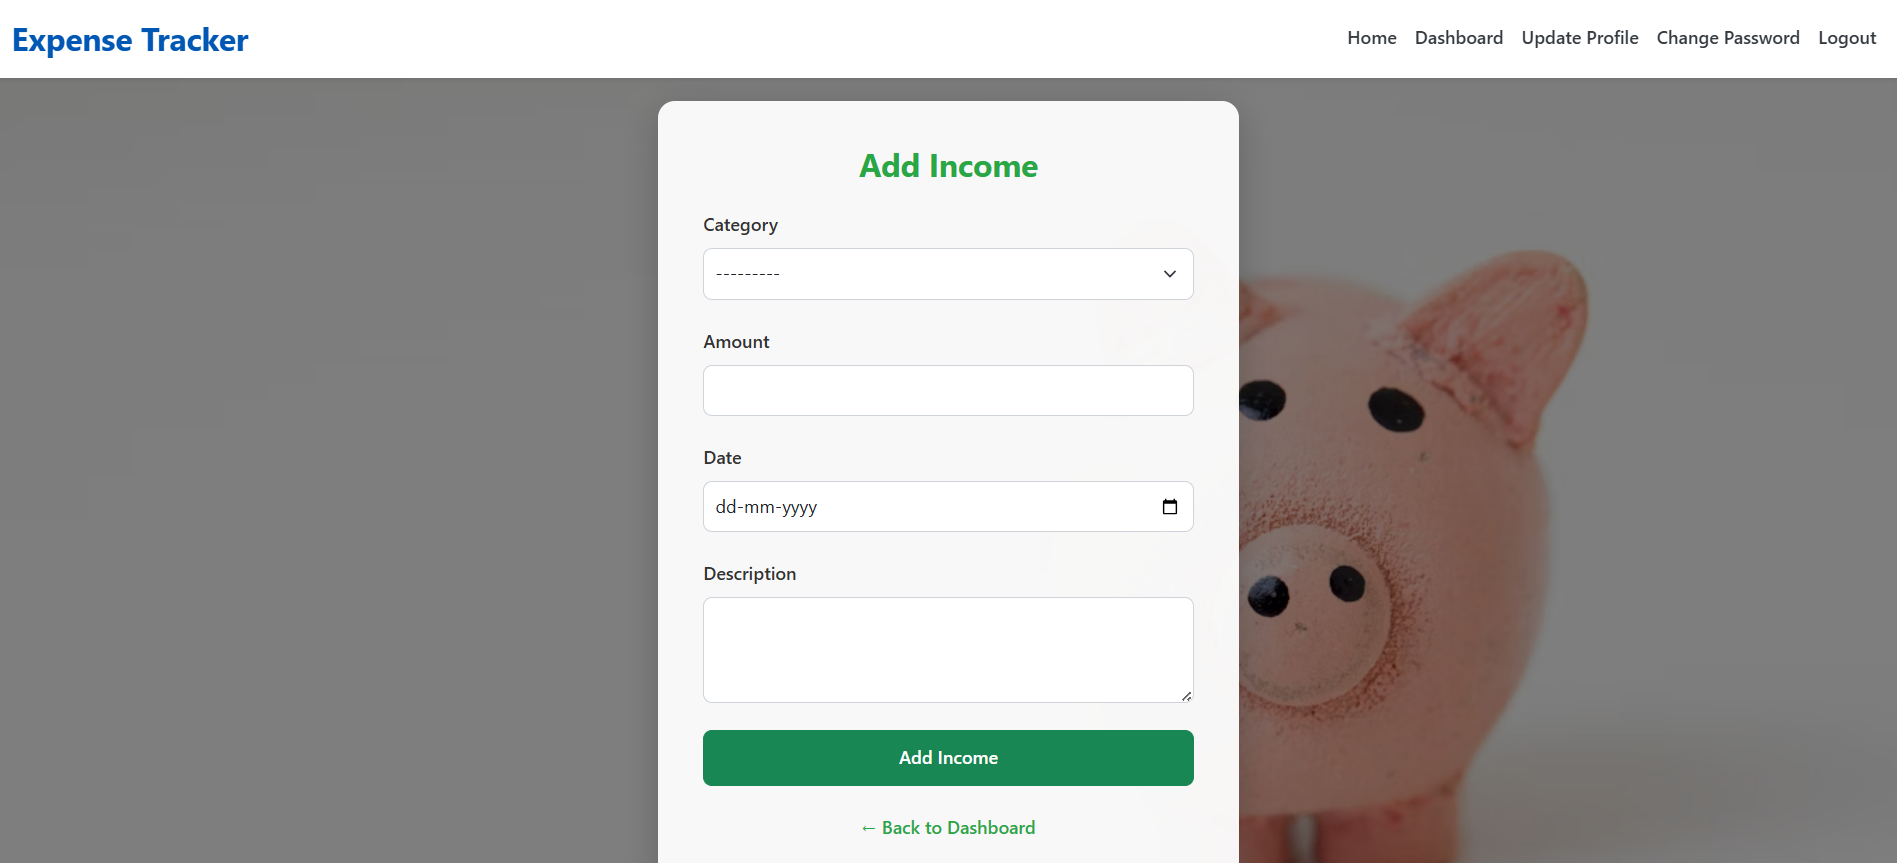 Expense Tracker
Home Dashboard Update Profile Change Password Logout
Add Income
Category
---------
Amount
Date
dd-mm-yyyy
Description
Add Income
← Back to Dashboard